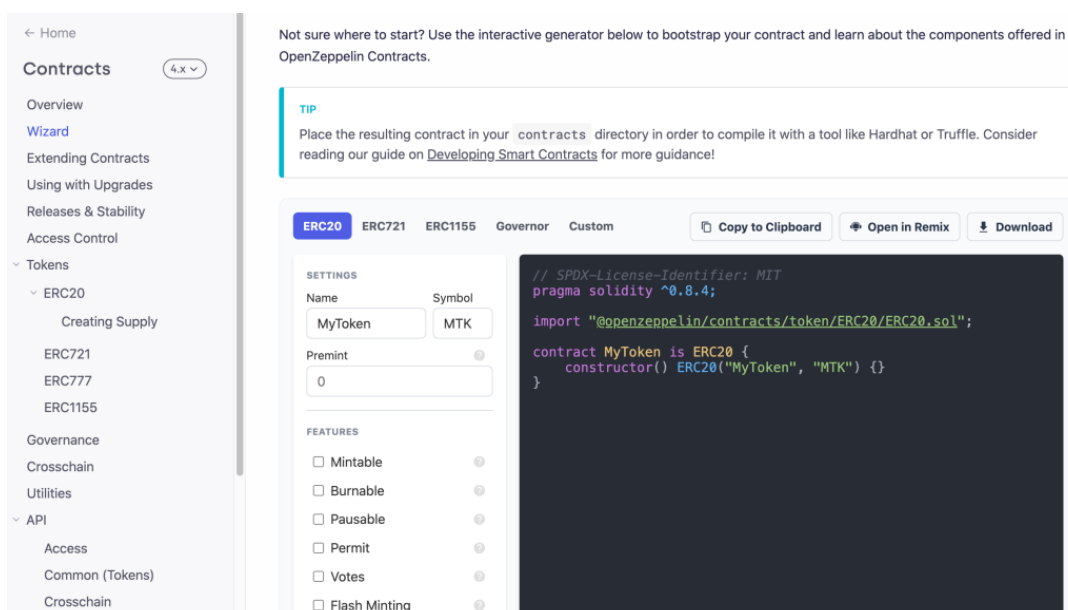 ← Home
Contracts
4.x
Overview
Wizard
Extending Contracts
Using with Upgrades
Releases & Stability
Access Control
Tokens
ERC20
Creating Supply
ERC721
ERC777
ERC1155
Governance
Crosschain
Utilities
API
Access
Common (Tokens)
Crosschain
Not sure where to start? Use the interactive generator below to bootstrap your contract and learn about the components offered in
OpenZeppelin Contracts.
TIP
Place the resulting contract in your contracts directory in order to compile it with a tool like Hardhat or Truffle. Consider
reading our guide on Developing Smart Contracts for more guidance!
ERC20 ERC721 ERC1155 Governor Custom
Copy to Clipboard Open in Remix Download
SETTINGS
Name Symbol
MyToken MTK
Premint ?
0
FEATURES
Mintable ?
Burnable ?
Pausable ?
Permit ?
Votes ?
Flash Minting ?
// SPDX-License-Identifier: MIT
pragma solidity ^0.8.4;
import "@openzeppelin/contracts/token/ERC20/ERC20.sol";
contract MyToken is ERC20 {
    constructor() ERC20("MyToken", "MTK") {}
}